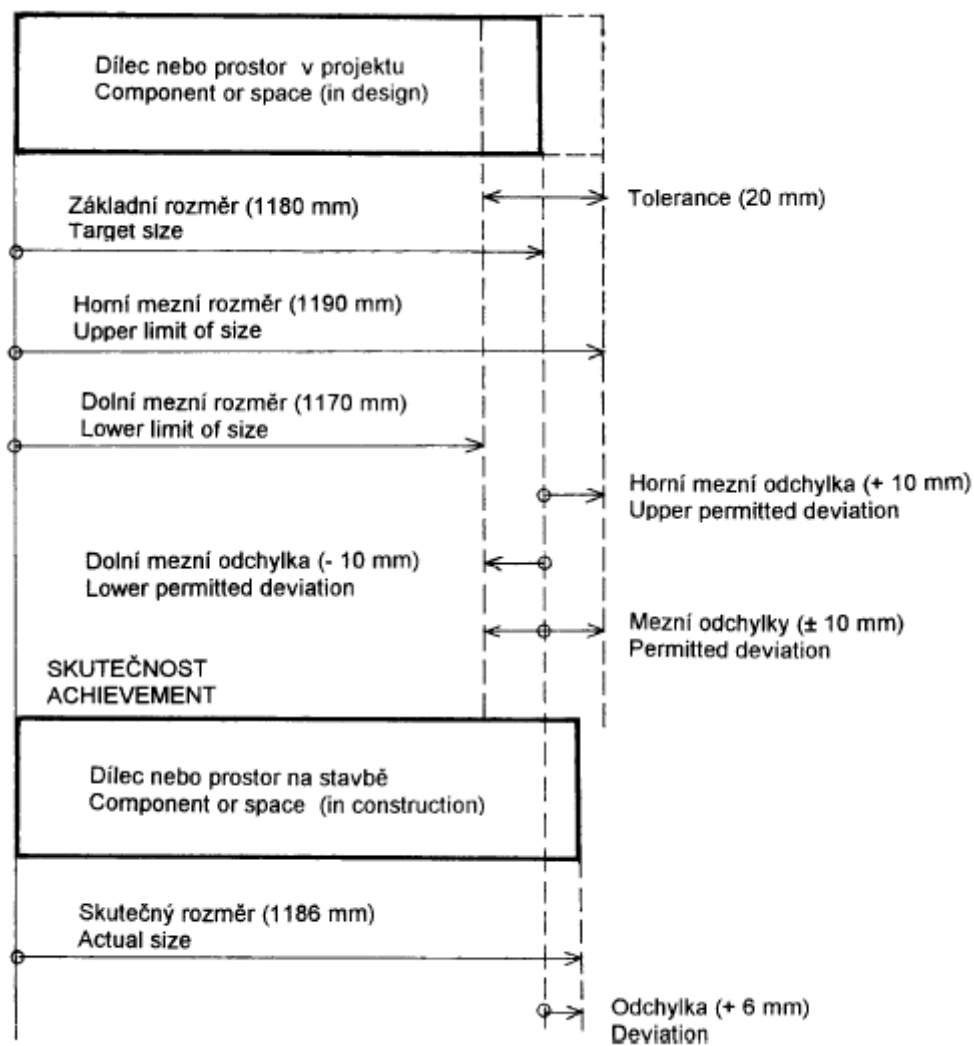 Dílec nebo prostor v projektu
Component or space (in design)
Tolerance (20 mm)
Základní rozměr (1180 mm)
Target size
Horní mezní rozměr (1190 mm)
Upper limit of size
Dolní mezní rozměr (1170 mm)
Lower limit of size
Horní mezní odchylka (+ 10 mm)
Upper permitted deviation
Dolní mezní odchylka (- 10 mm)
Lower permitted deviation
Mezní odchylky (± 10 mm)
Permitted deviation
SKUTEČNOST
ACHIEVEMENT
Dílec nebo prostor na stavbě
Component or space (in construction)
Skutečný rozměr (1186 mm)
Actual size
Odchylka (+ 6 mm)
Deviation